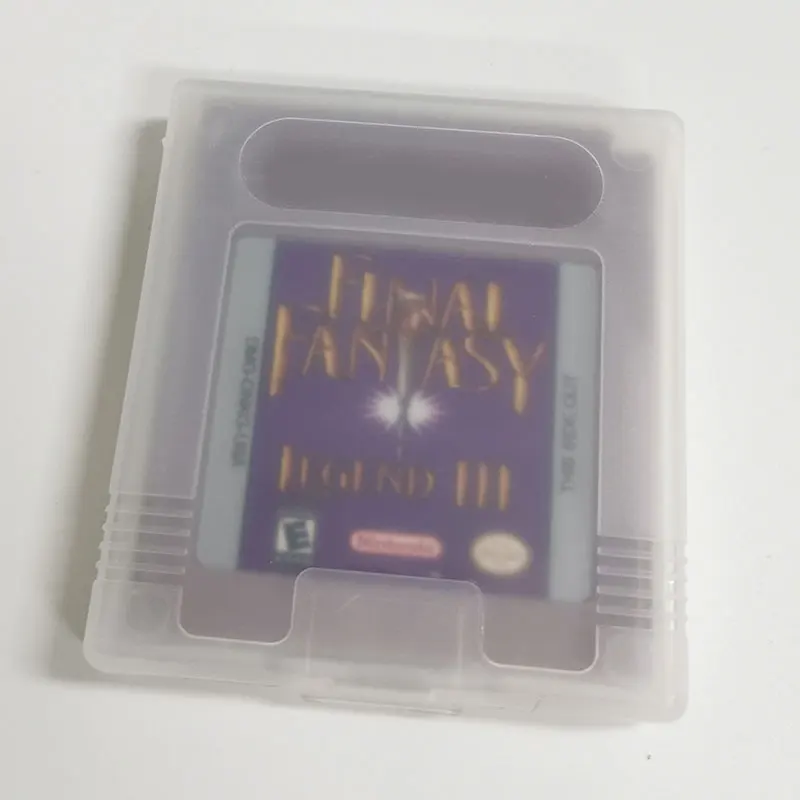 FINAL
FANTASY
LEGEND III
E
Nintendo
THIS SIDE OUT